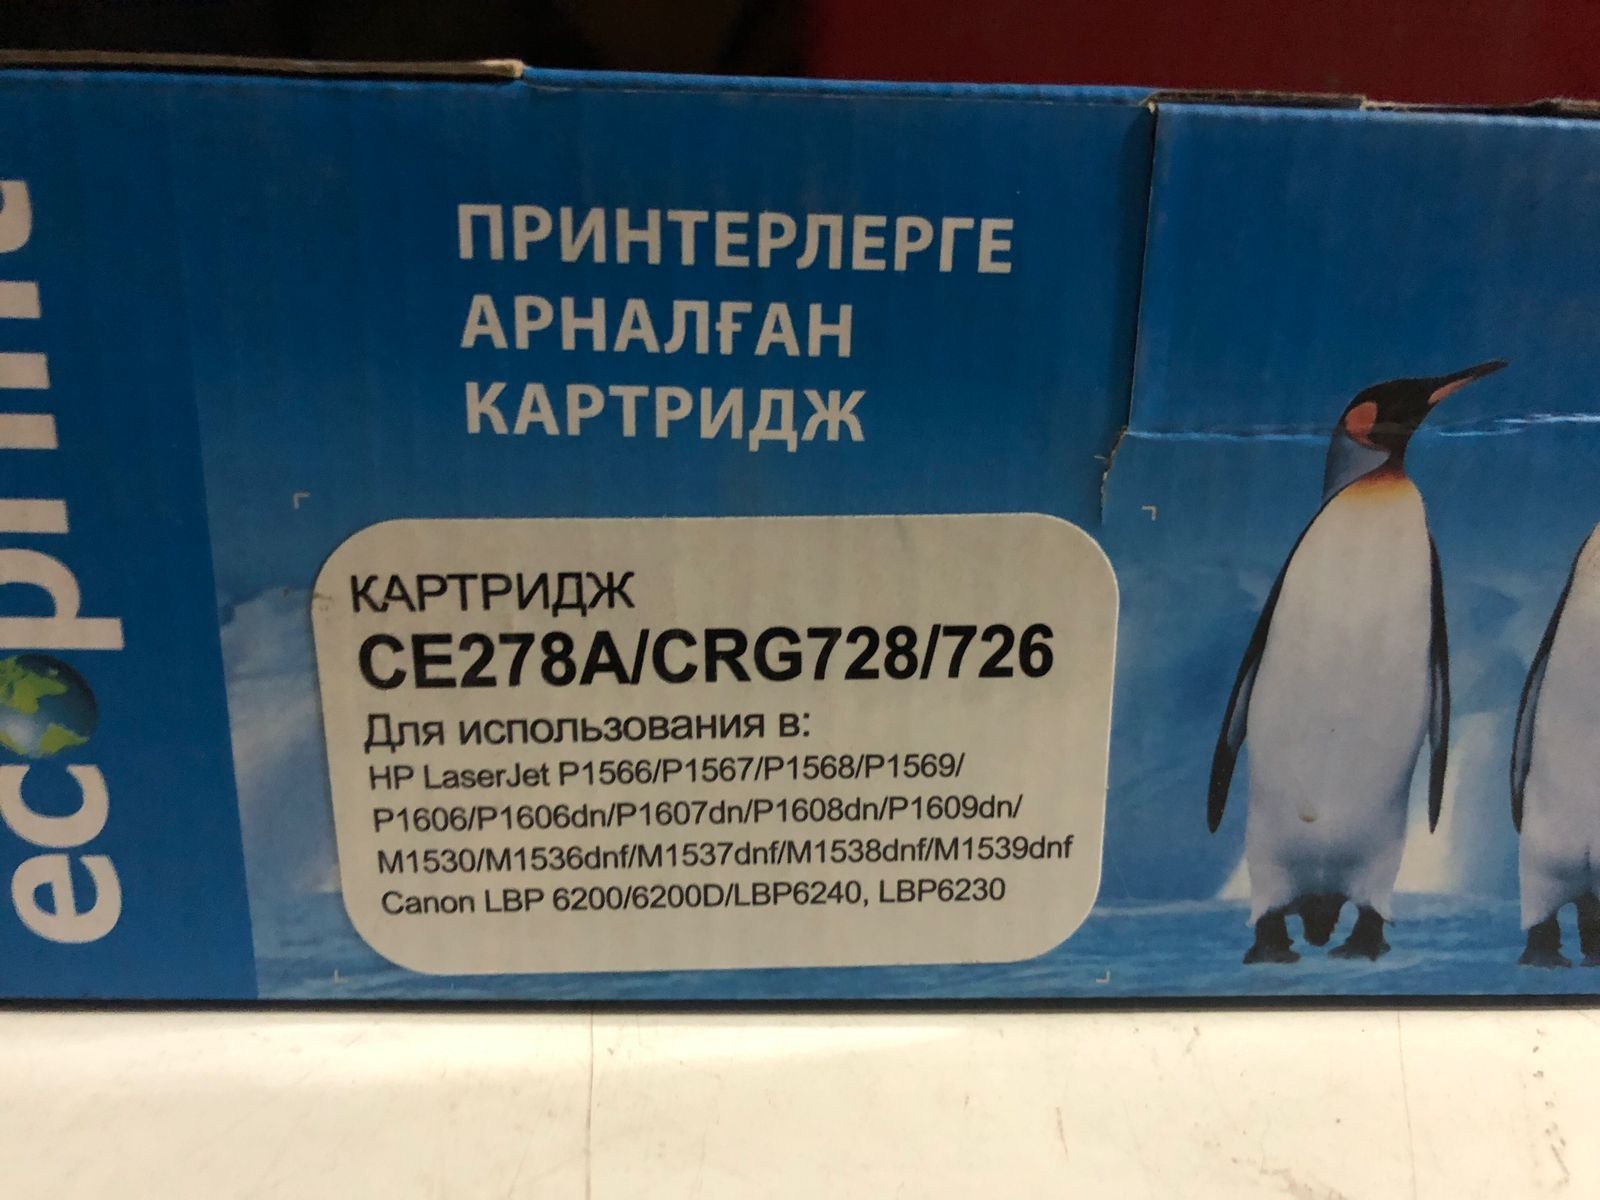 ПРИНТЕРЛЕРГЕ
АРНАЛҒАН
КАРТРИДЖ
КАРТРИДЖ
CE278A/CRG728/726
Для использования в:
HP LaserJet P1566/P1567/P1568/P1569/
P1606/P1606dn/P1607dn/P1608dn/P1609dn/
M1530/M1536dnf/M1537dnf/M1538dnf/M1539dnf
Canon LBP 6200/6200D/LBP6240, LBP6230